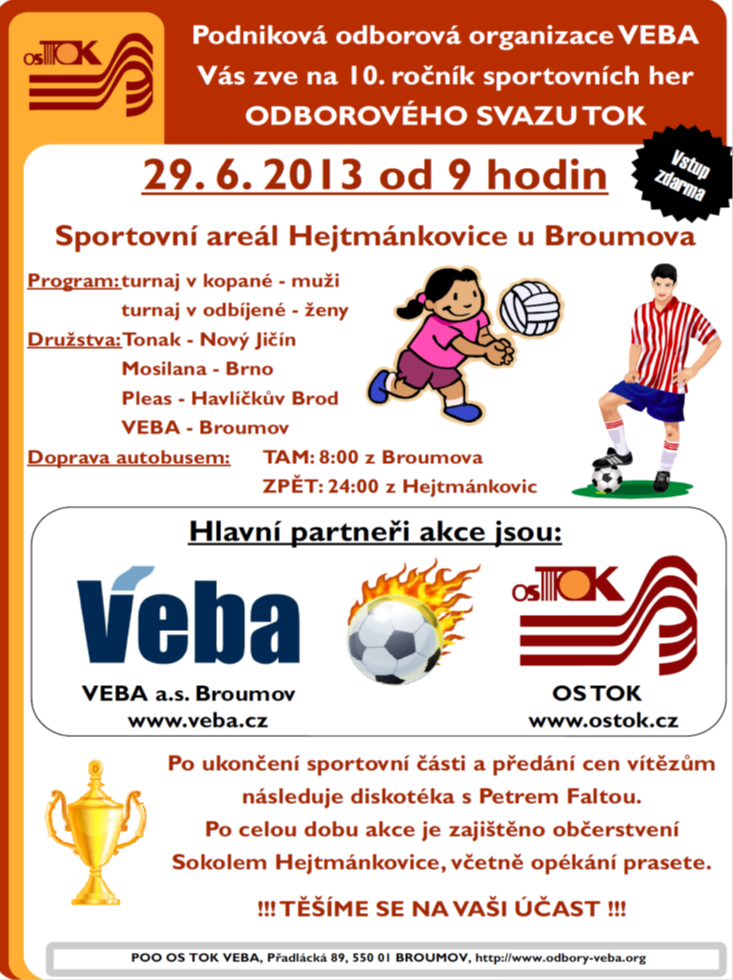 osTOK
Podniková odborová organizace VEBA
Vás zve na 10. ročník sportovních her
ODBOROVÉHO SVAZU TOK
29. 6. 2013 od 9 hodin
Vstup
zdarma
Sportovní areál Hejtmánkovice u Broumova
Program: turnaj v kopané - muži
turnaj v odbíjené - ženy
Družstva: Tonak - Nový Jičín
Mosilana - Brno
Pleas - Havlíčkův Brod
VEBA - Broumov
Doprava autobusem: TAM: 8:00 z Broumova
ZPĚT: 24:00 z Hejtmánkovic
Hlavní partneři akce jsou:
Veba
osTOK
VEBA a.s. Broumov
www.veba.cz
OS TOK
www.ostok.cz
Po ukončení sportovní části a předání cen vítězům
následuje diskotéka s Petrem Faltou.
Po celou dobu akce je zajištěno občerstvení
Sokolem Hejtmánkovice, včetně opékání prasete.
!!! TĚŠÍME SE NA VAŠI ÚČAST !!!
POO OS TOK VEBA, Přadlácká 89, 550 01 BROUMOV, http://www.odbory-veba.org